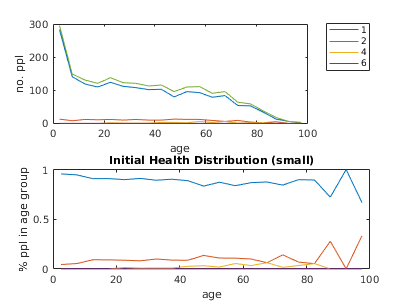 300
200
100
0
no. ppl
0 20 40 60 80 100
age
1
2
4
6
Initial Health Distribution (small)
1
0.5
0
% ppl in age group
0 20 40 60 80 100
age